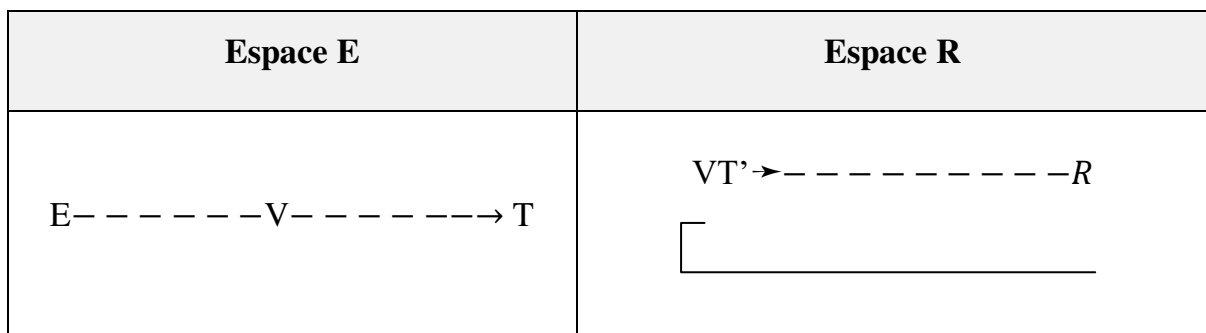 Espace E
Espace R
VT’➛– – – – – – – – – –R
E– – – – – – –V– – – – – –– –→ T